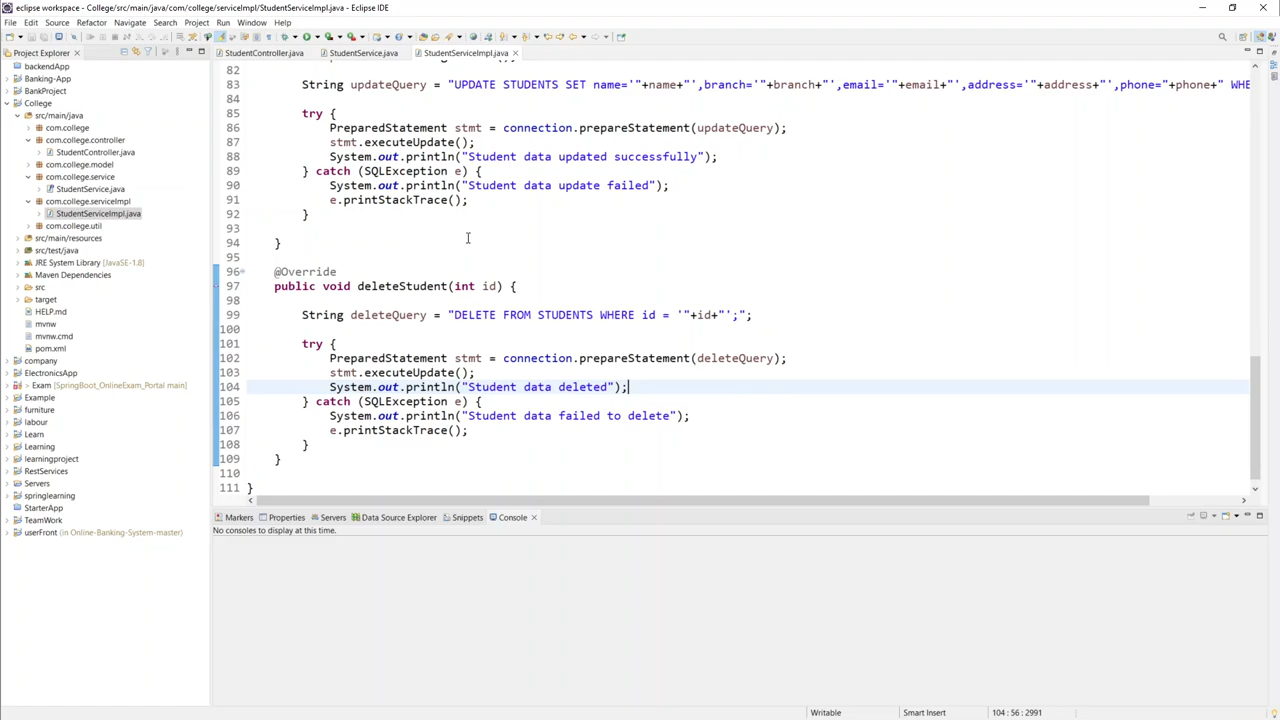 eclipse workspace - College/src/main/java/com/college/serviceImpl/StudentServiceImpl.java - Eclipse IDE
File Edit Source Refactor Navigate Search Project Run Window Help
Project Explorer
StudentController.java StudentService.java StudentServiceImpl.java
backendApp
Banking-App
BankProject
College
src/main/java
com.college
com.college.controller
StudentController.java
com.college.model
com.college.service
StudentService.java
com.college.serviceImpl
StudentServiceImpl.java
com.college.util
src/main/resources
src/test/java
JRE System Library [JavaSE-1.8]
Maven Dependencies
src
target
HELP.md
mvnw
mvnw.cmd
pom.xml
company
ElectronicsApp
> Exam [SpringBoot_OnlineExam_Portal main]
Example
furniture
labour
Learn
Learning
learningproject
RestServices
Servers
springlearning
StarterApp
TeamWork
userFront (in Online-Banking-System-master)
82
83 String updateQuery = "UPDATE STUDENTS SET name='"+name+"',branch='"+branch+"',email='"+email+"',address='"+address+"',phone="+phone+" WHE
84
85 try {
86 PreparedStatement stmt = connection.prepareStatement(updateQuery);
87 stmt.executeUpdate();
88 System.out.println("Student data updated successfully");
89 } catch (SQLException e) {
90 System.out.println("Student data update failed");
91 e.printStackTrace();
92 }
93
94 }
95
96 @Override
97 public void deleteStudent(int id) {
98
99 String deleteQuery = "DELETE FROM STUDENTS WHERE id = '"+id+"';";
100
101 try {
102 PreparedStatement stmt = connection.prepareStatement(deleteQuery);
103 stmt.executeUpdate();
104 System.out.println("Student data deleted");
105 } catch (SQLException e) {
106 System.out.println("Student data failed to delete");
107 e.printStackTrace();
108 }
109 }
110
111 }
Markers Properties Servers Data Source Explorer Snippets Console
No consoles to display at this time.
Writable Smart Insert 104 : 56 : 2991